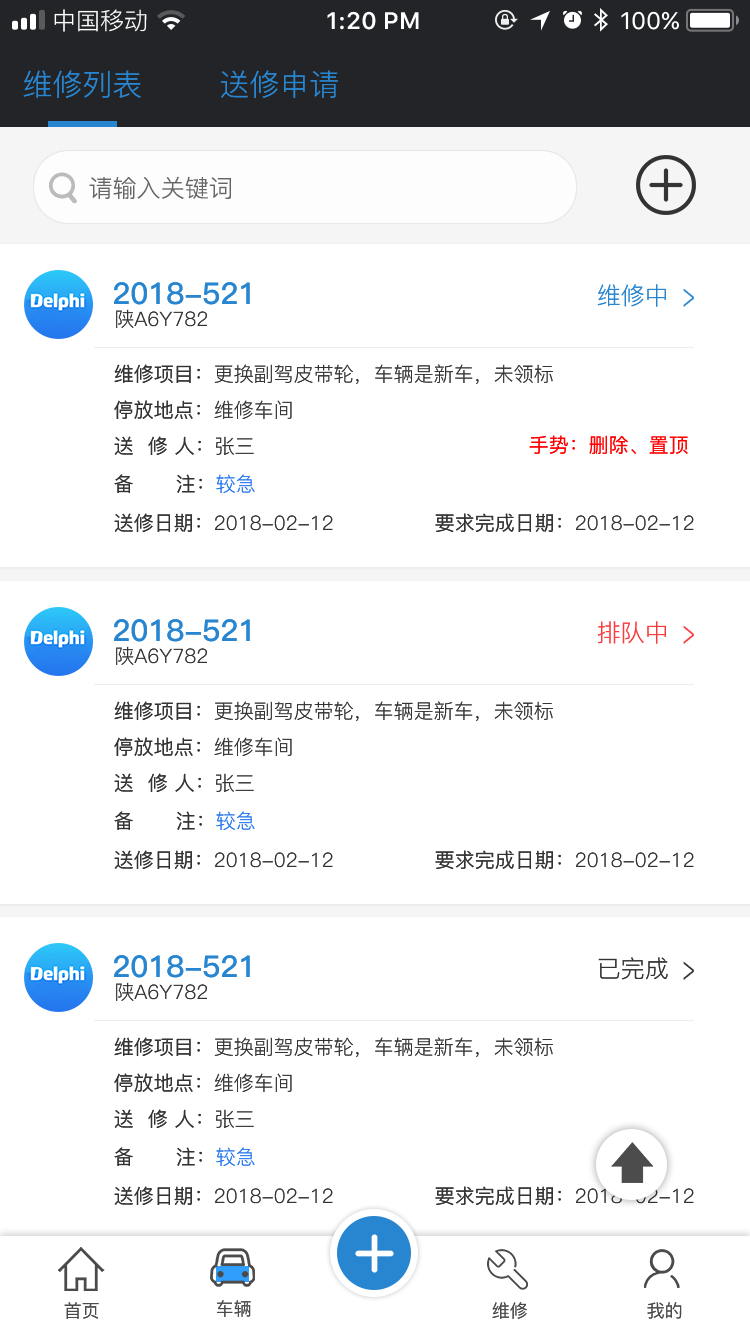 中国移动 1:20 PM 100%
维修列表 送修申请
请输入关键词
Delphi 2018-521 维修中
陕A6Y782
维修项目：更换副驾皮带轮，车辆是新车，未领标
停放地点：维修车间
送 修 人：张三 手势：删除、置顶
备 注：较急
送修日期：2018-02-12 要求完成日期：2018-02-12
Delphi 2018-521 排队中
陕A6Y782
维修项目：更换副驾皮带轮，车辆是新车，未领标
停放地点：维修车间
送 修 人：张三
备 注：较急
送修日期：2018-02-12 要求完成日期：2018-02-12
Delphi 2018-521 已完成
陕A6Y782
维修项目：更换副驾皮带轮，车辆是新车，未领标
停放地点：维修车间
送 修 人：张三
备 注：较急
送修日期：2018-02-12 要求完成日期：2018-02-12
首页 车辆 维修 我的